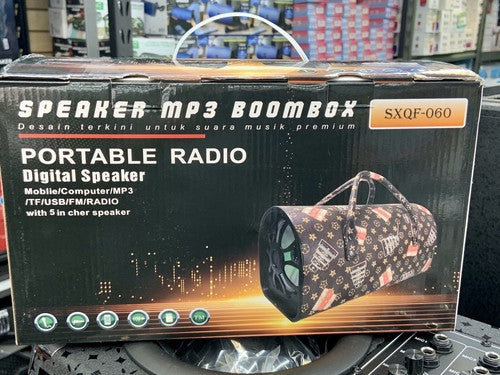 SPEAKER MP3 BOOMBOX
SXQF-060
Desain terkini untuk suara musik premium
PORTABLE RADIO
Digital Speaker
Moblie/Computer/MP3
/TF/USB/FM/RADIO
with 5 in cher speaker
FM